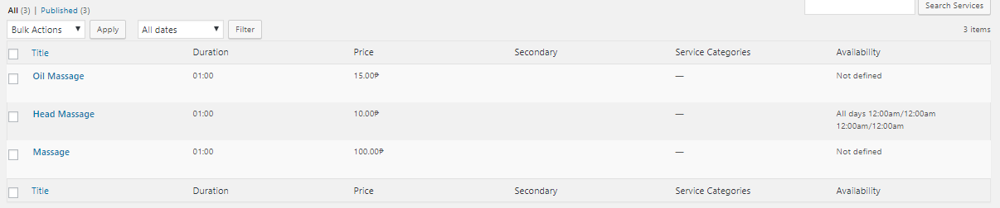 All (3) | Published (3)
Search Services
Bulk Actions Apply All dates Filter 3 items
Title Duration Price Secondary Service Categories Availability
Oil Massage 01:00 15.00₱ — Not defined
Head Massage 01:00 10.00₱ — All days 12:00am/12:00am
12:00am/12:00am
Massage 01:00 100.00₱ — Not defined
Title Duration Price Secondary Service Categories Availability